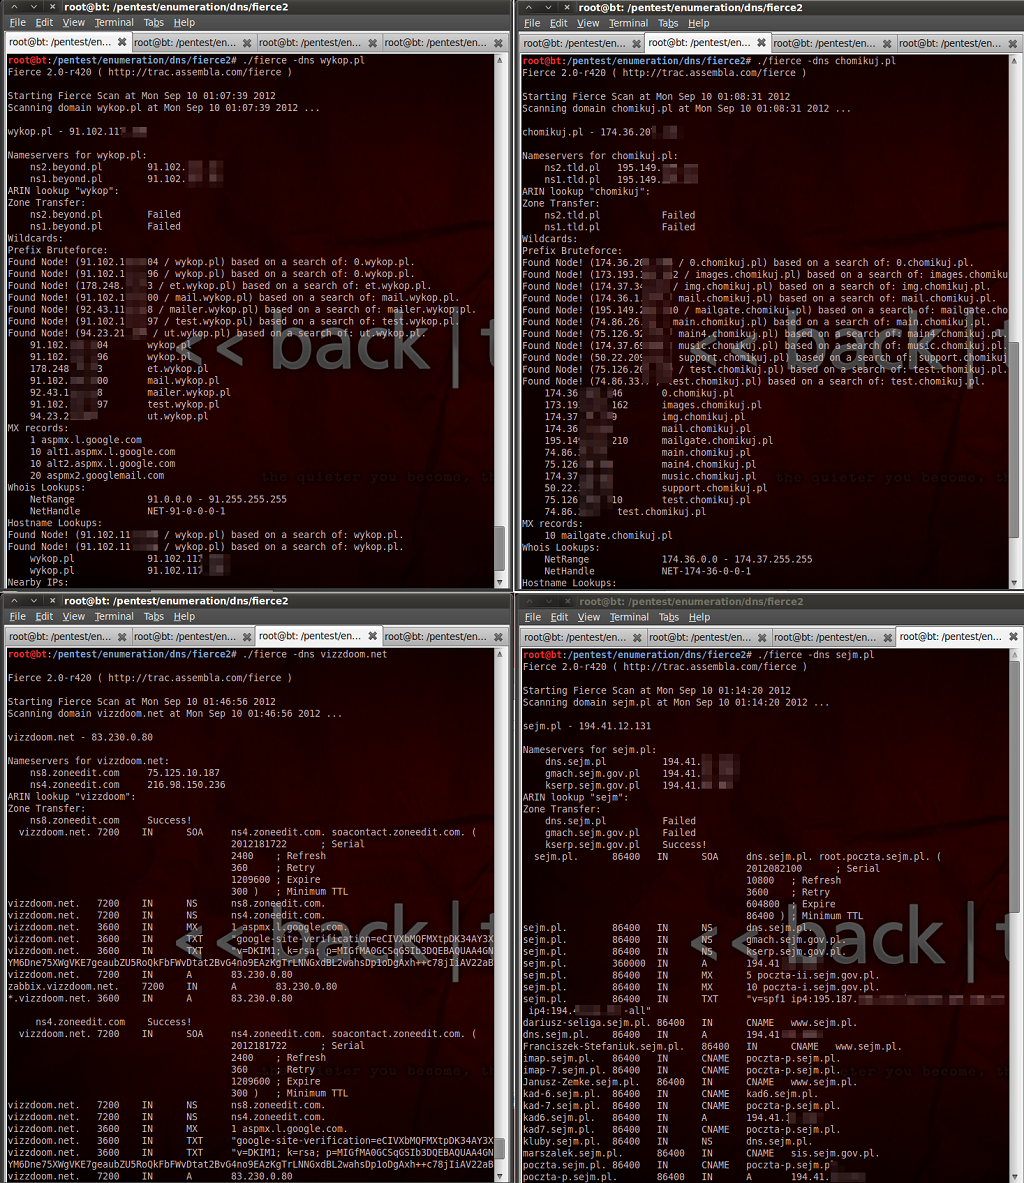 root@bt: /pentest/enumeration/dns/fierce2
File Edit View Terminal Tabs Help
root@bt: /pentest/en... root@bt: /pentest/en... root@bt: /pentest/en... root@bt: /pentest/en...
root@bt:/pentest/enumeration/dns/fierce2# ./fierce -dns wykop.pl
Fierce 2.0-r420 ( http://trac.assembla.com/fierce )
Starting Fierce Scan at Mon Sep 10 01:07:39 2012
Scanning domain wykop.pl at Mon Sep 10 01:07:39 2012 ...
wykop.pl - 91.102.11
Nameservers for wykop.pl:
ns2.beyond.pl 91.102.
ns1.beyond.pl 91.102.
ARIN lookup "wykop":
Zone Transfer:
ns2.beyond.pl Failed
ns1.beyond.pl Failed
Wildcards:
Prefix Bruteforce:
Found Node! (91.102.1 04 / wykop.pl) based on a search of: 0.wykop.pl.
Found Node! (91.102.1 96 / wykop.pl) based on a search of: 0.wykop.pl.
Found Node! (178.248. 3 / et.wykop.pl) based on a search of: et.wykop.pl.
Found Node! (91.102.1 00 / mail.wykop.pl) based on a search of: mail.wykop.pl.
Found Node! (92.43.11 8 / mailer.wykop.pl) based on a search of: mailer.wykop.pl.
Found Node! (91.102.1 97 / test.wykop.pl) based on a search of: test.wykop.pl.
Found Node! (94.23.21 / ut.wykop.pl) based on a search of: ut.wykop.pl.
91.102. 04 wykop.pl
91.102. 96 wykop.pl
178.248 3 et.wykop.pl
91.102. 00 mail.wykop.pl
92.43.1 8 mailer.wykop.pl
91.102. 97 test.wykop.pl
94.23.2 ut.wykop.pl
MX records:
1 aspmx.l.google.com
10 alt1.aspmx.l.google.com
10 alt2.aspmx.l.google.com
20 aspmx2.googlemail.com
Whois Lookups:
NetRange 91.0.0.0 - 91.255.255.255
NetHandle NET-91-0-0-0-1
Hostname Lookups:
Found Node! (91.102.11 / wykop.pl) based on a search of: wykop.pl.
Found Node! (91.102.11 / wykop.pl) based on a search of: wykop.pl.
wykop.pl 91.102.117
wykop.pl 91.102.117
Nearby IPs:
<< back | t
the quieter you become, th
root@bt: /pentest/enumeration/dns/fierce2
File Edit View Terminal Tabs Help
root@bt: /pentest/en... root@bt: /pentest/en... root@bt: /pentest/en... root@bt: /pentest/en...
root@bt:/pentest/enumeration/dns/fierce2# ./fierce -dns chomikuj.pl
Fierce 2.0-r420 ( http://trac.assembla.com/fierce )
Starting Fierce Scan at Mon Sep 10 01:08:31 2012
Scanning domain chomikuj.pl at Mon Sep 10 01:08:31 2012 ...
chomikuj.pl - 174.36.20
Nameservers for chomikuj.pl:
ns2.tld.pl 195.149.
ns1.tld.pl 195.149.
ARIN lookup "chomikuj":
Zone Transfer:
ns2.tld.pl Failed
ns1.tld.pl Failed
Wildcards:
Prefix Bruteforce:
Found Node! (174.36.20 / 0.chomikuj.pl) based on a search of: 0.chomikuj.pl.
Found Node! (173.193. 2 / images.chomikuj.pl) based on a search of: images.chomiku
Found Node! (174.37.34 / img.chomikuj.pl) based on a search of: img.chomikuj.pl.
Found Node! (174.36.1 mail.chomikuj.pl) based on a search of: mail.chomikuj.pl.
Found Node! (195.149.2 0 / mailgate.chomikuj.pl) based on a search of: mailgate.cho
Found Node! (74.86.26. main.chomikuj.pl) based on a search of: main.chomikuj.pl.
Found Node! (75.126.92 main4.chomikuj.pl) based on a search of: main4.chomikuj.pl.
Found Node! (174.37.69 music.chomikuj.pl) based on a search of: music.chomikuj.pl.
Found Node! (50.22.209 support.chomikuj.pl) based on a search of: support.chomikuj
Found Node! (75.126.20 / test.chomikuj.pl) based on a search of: test.chomikuj.pl.
Found Node! (74.86.33. / test.chomikuj.pl) based on a search of: test.chomikuj.pl.
174.36 46 0.chomikuj.pl
173.19 162 images.chomikuj.pl
174.37 9 img.chomikuj.pl
174.36 mail.chomikuj.pl
195.14 210 mailgate.chomikuj.pl
74.86. main.chomikuj.pl
75.126 main4.chomikuj.pl
174.37 music.chomikuj.pl
50.22. support.chomikuj.pl
75.126 10 test.chomikuj.pl
74.86. test.chomikuj.pl
MX records:
10 mailgate.chomikuj.pl
Whois Lookups:
NetRange 174.36.0.0 - 174.37.255.255
NetHandle NET-174-36-0-0-1
Hostname Lookups:
<< back | t
the quieter you become, th
root@bt: /pentest/enumeration/dns/fierce2
File Edit View Terminal Tabs Help
root@bt: /pentest/en... root@bt: /pentest/en... root@bt: /pentest/en... root@bt: /pentest/en...
root@bt:/pentest/enumeration/dns/fierce2# ./fierce -dns vizzdoom.net
Fierce 2.0-r420 ( http://trac.assembla.com/fierce )
Starting Fierce Scan at Mon Sep 10 01:46:56 2012
Scanning domain vizzdoom.net at Mon Sep 10 01:46:56 2012 ...
vizzdoom.net - 83.230.0.80
Nameservers for vizzdoom.net:
ns8.zoneedit.com 75.125.10.187
ns4.zoneedit.com 216.98.150.236
ARIN lookup "vizzdoom":
Zone Transfer:
ns8.zoneedit.com Success!
vizzdoom.net. 7200 IN SOA ns4.zoneedit.com. soacontact.zoneedit.com. (
2012181722 ; Serial
2400 ; Refresh
360 ; Retry
1209600 ; Expire
300 ) ; Minimum TTL
vizzdoom.net. 7200 IN NS ns8.zoneedit.com.
vizzdoom.net. 7200 IN NS ns4.zoneedit.com.
vizzdoom.net. 3600 IN MX 1 aspmx.l.google.com.
vizzdoom.net. 3600 IN TXT "google-site-verification=eCIVXbMQFMXtpDK34AY3X
vizzdoom.net. 3600 IN TXT "v=DKIM1; k=rsa; p=MIGfMA0GCSqGSIb3DQEBAQUAA4GN
YM6Dne75XWgVKE7geaubZU5RoQkFbFWvDtat2BvG4no9EAzKgTrLNNGxdBL2wahsDp1oDgAxh++c78jIiAV22aB
vizzdoom.net. 7200 IN A 83.230.0.80
zabbix.vizzdoom.net. 7200 IN A 83.230.0.80
*.vizzdoom.net. 3600 IN A 83.230.0.80
ns4.zoneedit.com Success!
vizzdoom.net. 7200 IN SOA ns4.zoneedit.com. soacontact.zoneedit.com. (
2012181722 ; Serial
2400 ; Refresh
360 ; Retry
1209600 ; Expire
300 ) ; Minimum TTL
vizzdoom.net. 7200 IN NS ns8.zoneedit.com.
vizzdoom.net. 7200 IN NS ns4.zoneedit.com.
vizzdoom.net. 3600 IN MX 1 aspmx.l.google.com.
vizzdoom.net. 3600 IN TXT "google-site-verification=eCIVXbMQFMXtpDK34AY3X
vizzdoom.net. 3600 IN TXT "v=DKIM1; k=rsa; p=MIGfMA0GCSqGSIb3DQEBAQUAA4GN
YM6Dne75XWgVKE7geaubZU5RoQkFbFWvDtat2BvG4no9EAzKgTrLNNGxdBL2wahsDp1oDgAxh++c78jIiAV22aB
vizzdoom.net. 7200 IN A 83.230.0.80
<< back | t
root@bt: /pentest/enumeration/dns/fierce2
File Edit View Terminal Tabs Help
root@bt: /pentest/en... root@bt: /pentest/en... root@bt: /pentest/en... root@bt: /pentest/en...
root@bt:/pentest/enumeration/dns/fierce2# ./fierce -dns sejm.pl
Fierce 2.0-r420 ( http://trac.assembla.com/fierce )
Starting Fierce Scan at Mon Sep 10 01:14:20 2012
Scanning domain sejm.pl at Mon Sep 10 01:14:20 2012 ...
sejm.pl - 194.41.12.131
Nameservers for sejm.pl:
dns.sejm.pl 194.41.
gmach.sejm.gov.pl 194.41.
kserp.sejm.gov.pl 194.41.
ARIN lookup "sejm":
Zone Transfer:
dns.sejm.pl Failed
gmach.sejm.gov.pl Failed
kserp.sejm.gov.pl Success!
sejm.pl. 86400 IN SOA dns.sejm.pl. root.poczta.sejm.pl. (
2012082100 ; Serial
10800 ; Refresh
3600 ; Retry
604800 ; Expire
86400 ) ; Minimum TTL
sejm.pl. 86400 IN NS dns.sejm.pl.
sejm.pl. 86400 IN NS gmach.sejm.gov.pl.
sejm.pl. 86400 IN NS kserp.sejm.gov.pl.
sejm.pl. 360000 IN A 194.41
sejm.pl. 86400 IN MX 5 poczta-ii.sejm.gov.pl.
sejm.pl. 86400 IN MX 10 poczta-i.sejm.gov.pl.
sejm.pl. 86400 IN TXT "v=spf1 ip4:195.187.
ip4:194. -all"
dariusz-seliga.sejm.pl. 86400 IN CNAME www.sejm.pl.
dns.sejm.pl. 86400 IN A 194.41
Franciszek-Stefaniuk.sejm.pl. 86400 IN CNAME www.sejm.pl.
imap.sejm.pl. 86400 IN CNAME poczta-p.sejm.pl.
imap-7.sejm.pl. 86400 IN CNAME poczta-p.sejm.pl.
Janusz-Zemke.sejm.pl. 86400 IN CNAME www.sejm.pl.
kad-6.sejm.pl. 86400 IN CNAME kad6.sejm.pl.
kad-7.sejm.pl. 86400 IN CNAME poczta-p.sejm.pl.
kad6.sejm.pl. 86400 IN A 194.41.
kad7.sejm.pl. 86400 IN CNAME poczta-p.sejm.pl.
kluby.sejm.pl. 86400 IN NS dns.sejm.pl.
marszalek.sejm.pl. 86400 IN NS sis.sejm.gov.pl.
poczta.sejm.pl. 86400 IN CNAME poczta-p.sejm.p
poczta-p.sejm.pl. 86400 IN A 194.41.
<< back | t